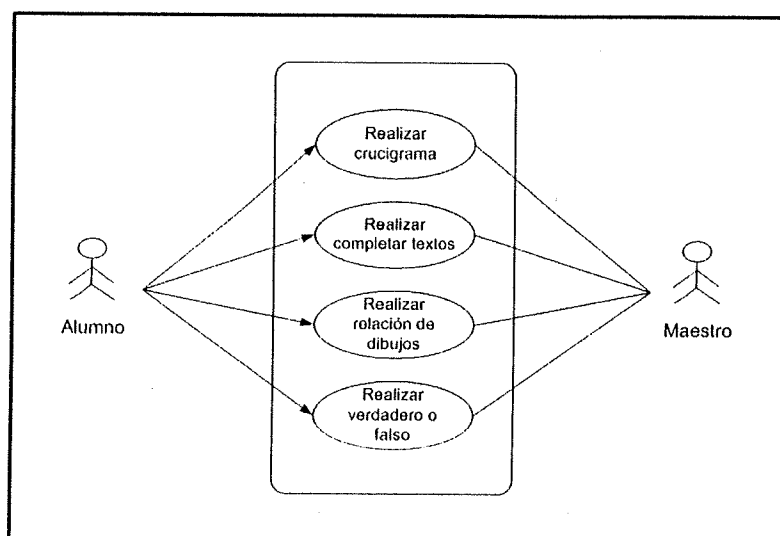 Realizar
crucigrama
Realizar
completar textos
Realizar
relación de
dibujos
Realizar
verdadero o
falso
Alumno
Maestro